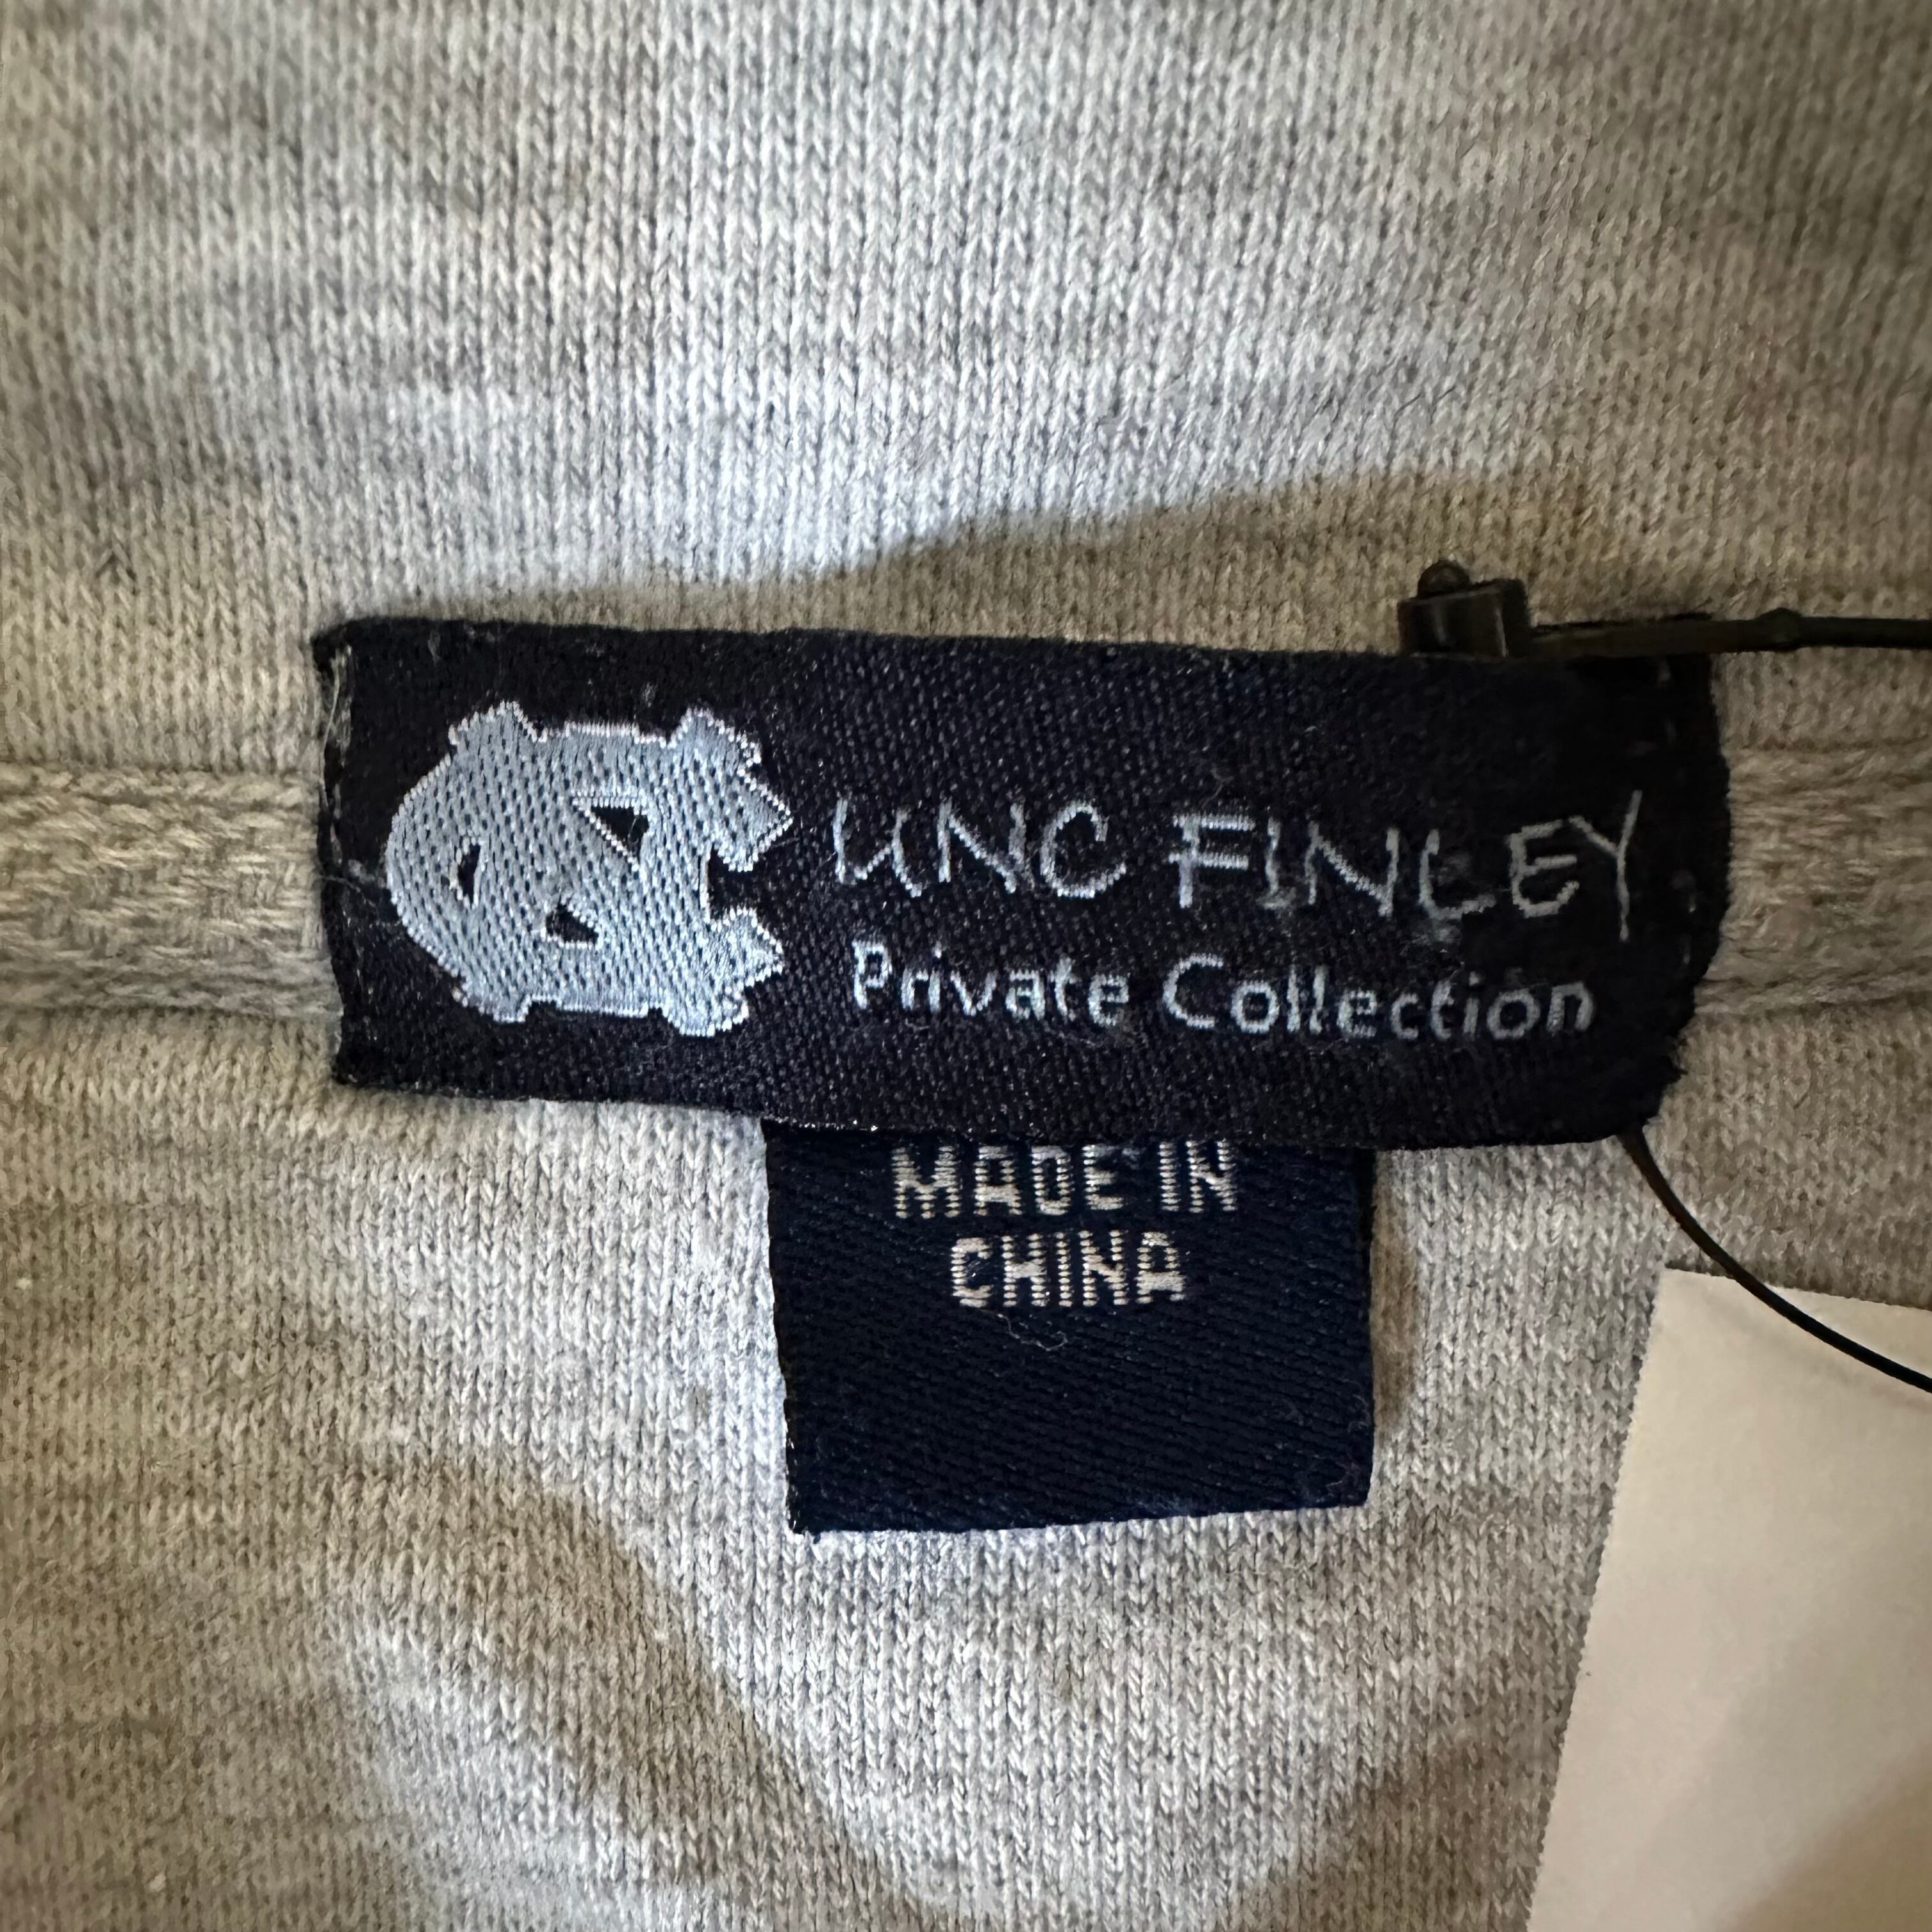 UNC FINLEY
Private Collection
MADE IN
CHINA